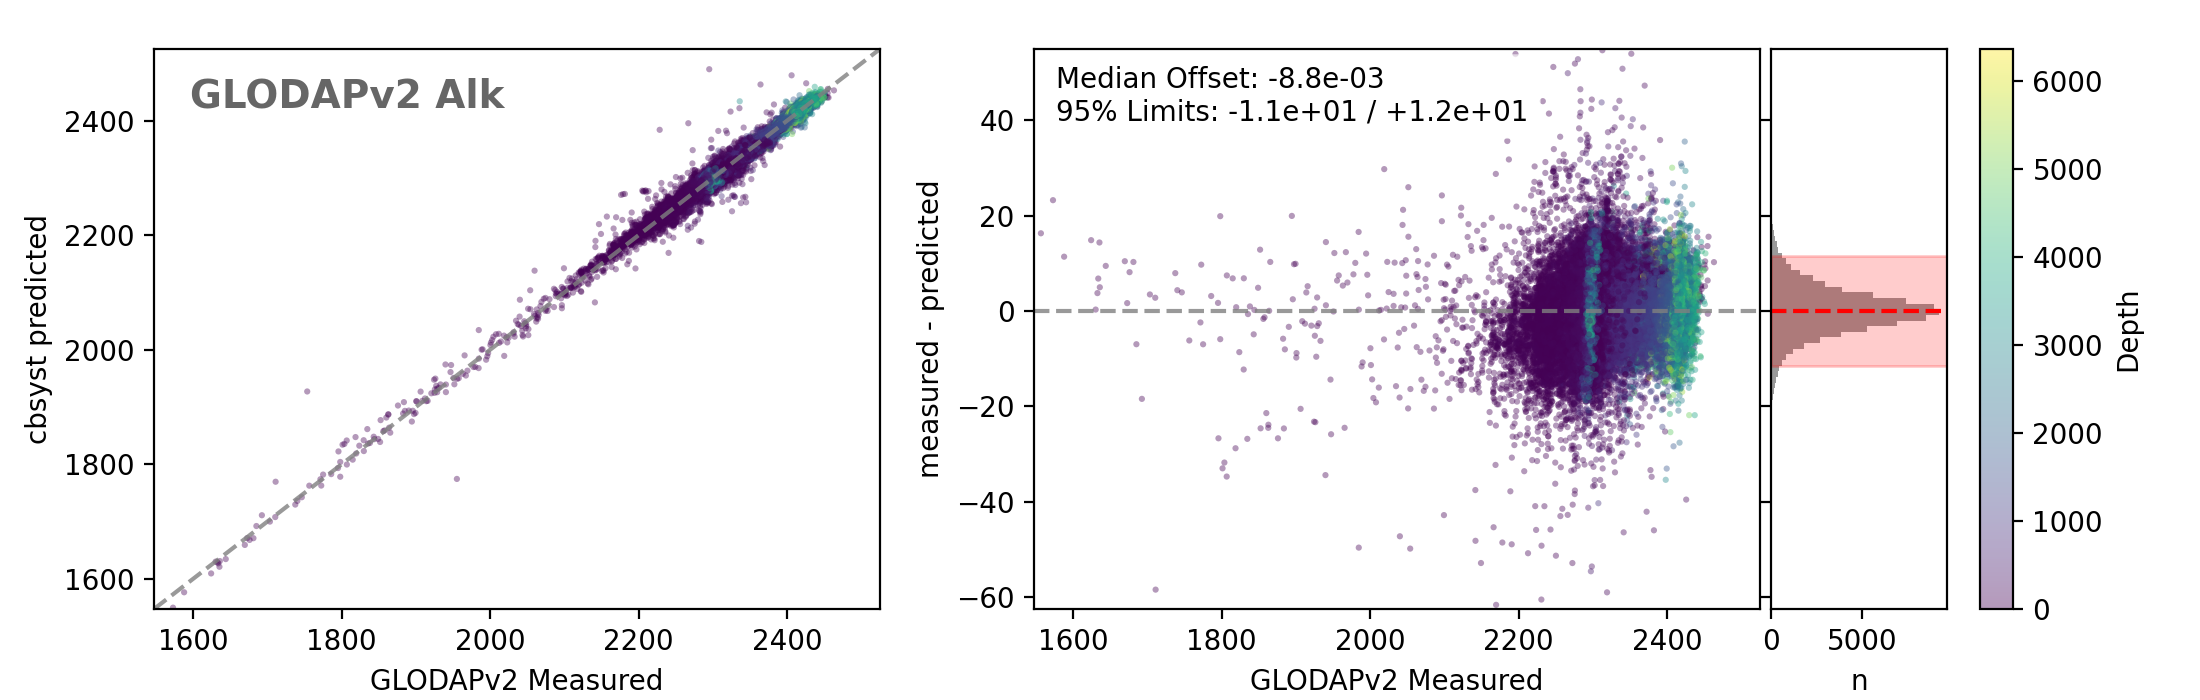 GLODAPv2 Alk
2400
2200
2000
1800
1600
cbsyst predicted
1600 1800 2000 2200 2400
GLODAPv2 Measured
Median Offset: -8.8e-03
95% Limits: -1.1e+01 / +1.2e+01
40
20
0
−20
−40
−60
measured - predicted
1600 1800 2000 2200 2400
GLODAPv2 Measured
0 5000
n
6000
5000
4000
3000
2000
1000
0
Depth